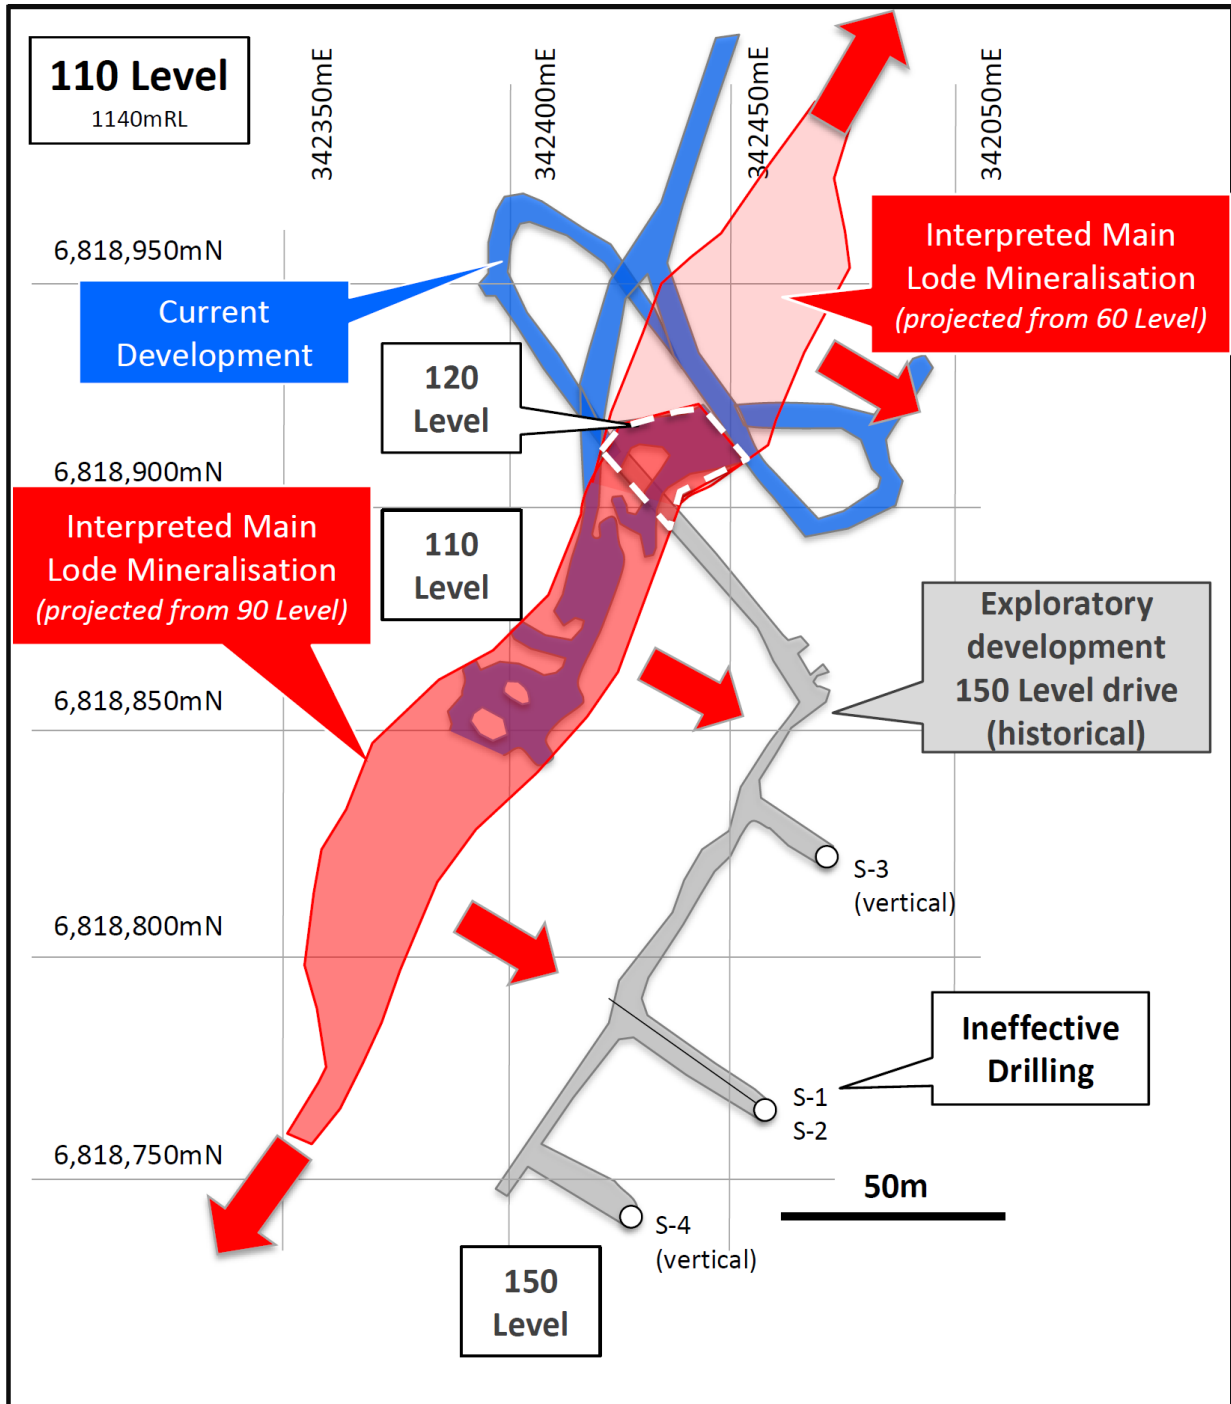 110 Level
1140mRL
342350mE
342400mE
342450mE
342050mE
6,818,950mN
Interpreted Main
Lode Mineralisation
(projected from 60 Level)
Current
Development
120
Level
6,818,900mN
Interpreted Main
Lode Mineralisation
(projected from 90 Level)
110
Level
Exploratory
development
150 Level drive
(historical)
6,818,850mN
S-3
(vertical)
6,818,800mN
Ineffective
Drilling
S-1
S-2
6,818,750mN
50m
S-4
(vertical)
150
Level